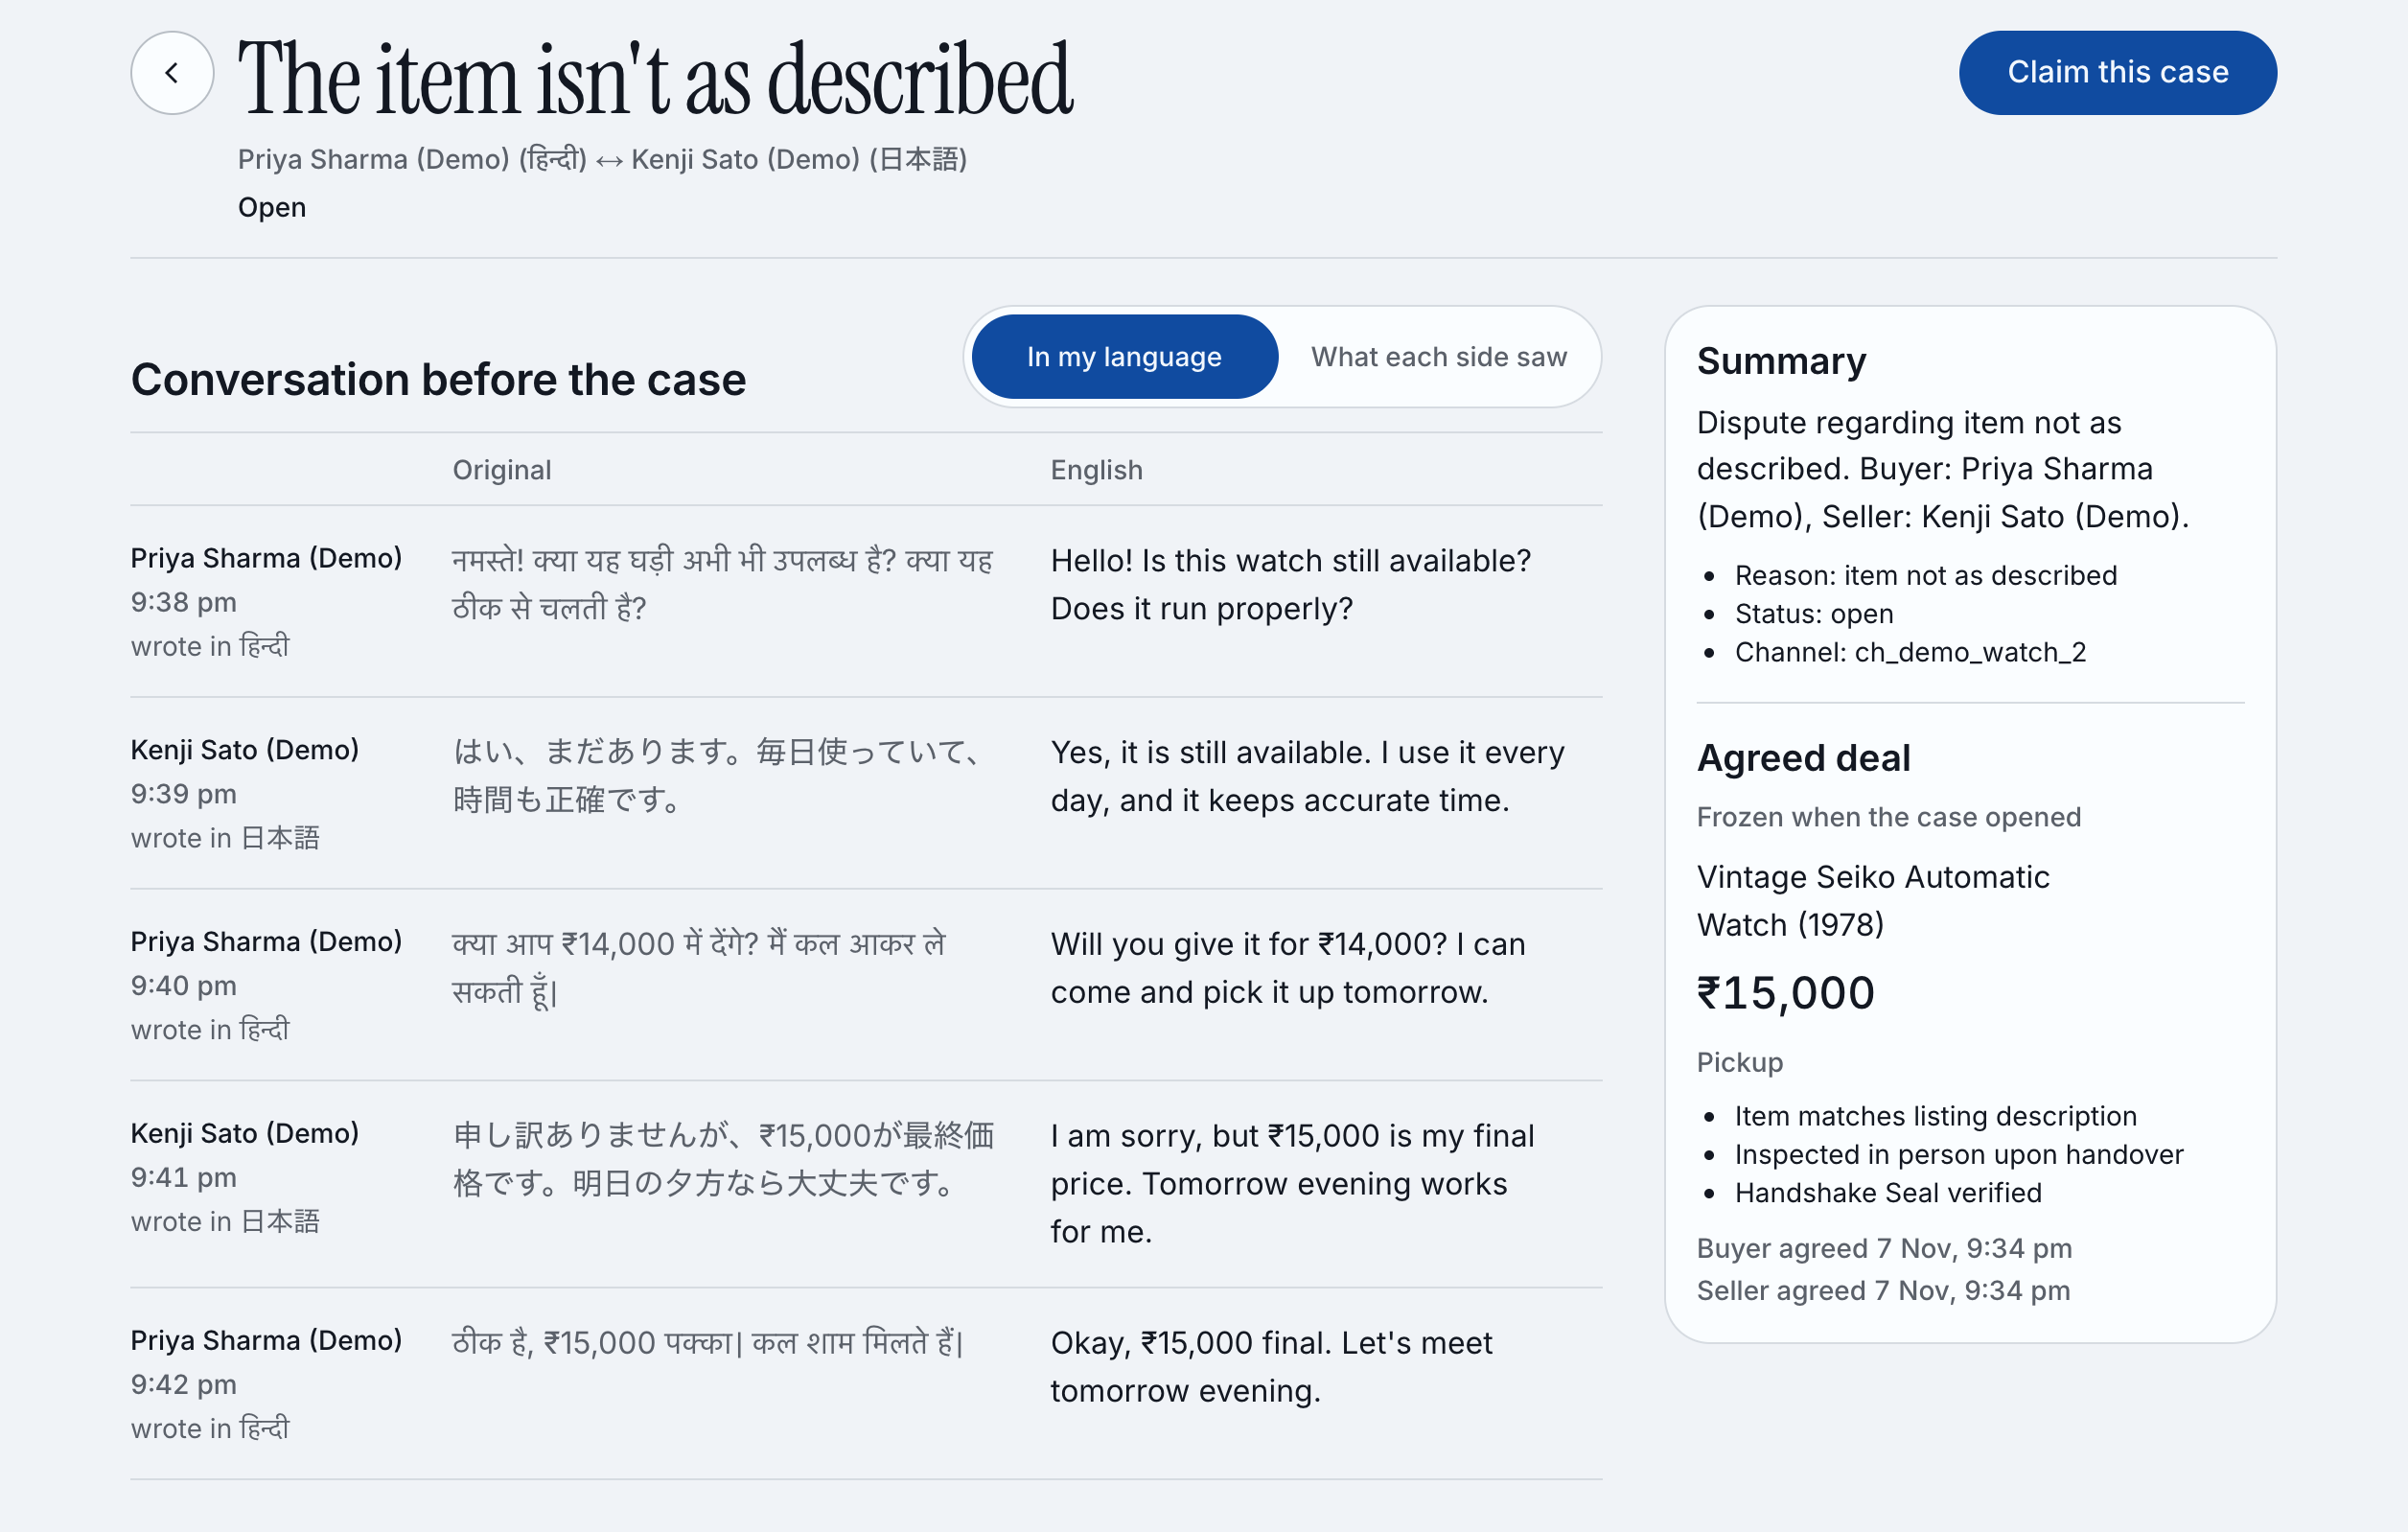 The item isn't as described
Claim this case
Priya Sharma (Demo) (हिन्दी) ↔ Kenji Sato (Demo) (日本語)
Open
Conversation before the case
In my language
What each side saw
Original
English
Priya Sharma (Demo)
9:38 pm
wrote in हिन्दी
नमस्ते! क्या यह घड़ी अभी भी उपलब्ध है? क्या यह
ठीक से चलती है?
Hello! Is this watch still available?
Does it run properly?
Kenji Sato (Demo)
9:39 pm
wrote in 日本語
はい、まだあります。毎日使っていて、
時間も正確です。
Yes, it is still available. I use it every
day, and it keeps accurate time.
Priya Sharma (Demo)
9:40 pm
wrote in हिन्दी
क्या आप ₹14,000 में देंगे? मैं कल आकर ले
सकती हूँ|
Will you give it for ₹14,000? I can
come and pick it up tomorrow.
Kenji Sato (Demo)
9:41 pm
wrote in 日本語
申し訳ありませんが、₹15,000が最終価
格です。明日の夕方なら大丈夫です。
I am sorry, but ₹15,000 is my final
price. Tomorrow evening works
for me.
Priya Sharma (Demo)
9:42 pm
wrote in हिन्दी
ठीक है, ₹15,000 पक्का| कल शाम मिलते हैं|
Okay, ₹15,000 final. Let's meet
tomorrow evening.
Summary
Dispute regarding item not as
described. Buyer: Priya Sharma
(Demo), Seller: Kenji Sato (Demo).
• Reason: item not as described
• Status: open
• Channel: ch_demo_watch_2
Agreed deal
Frozen when the case opened
Vintage Seiko Automatic
Watch (1978)
₹15,000
Pickup
• Item matches listing description
• Inspected in person upon handover
• Handshake Seal verified
Buyer agreed 7 Nov, 9:34 pm
Seller agreed 7 Nov, 9:34 pm